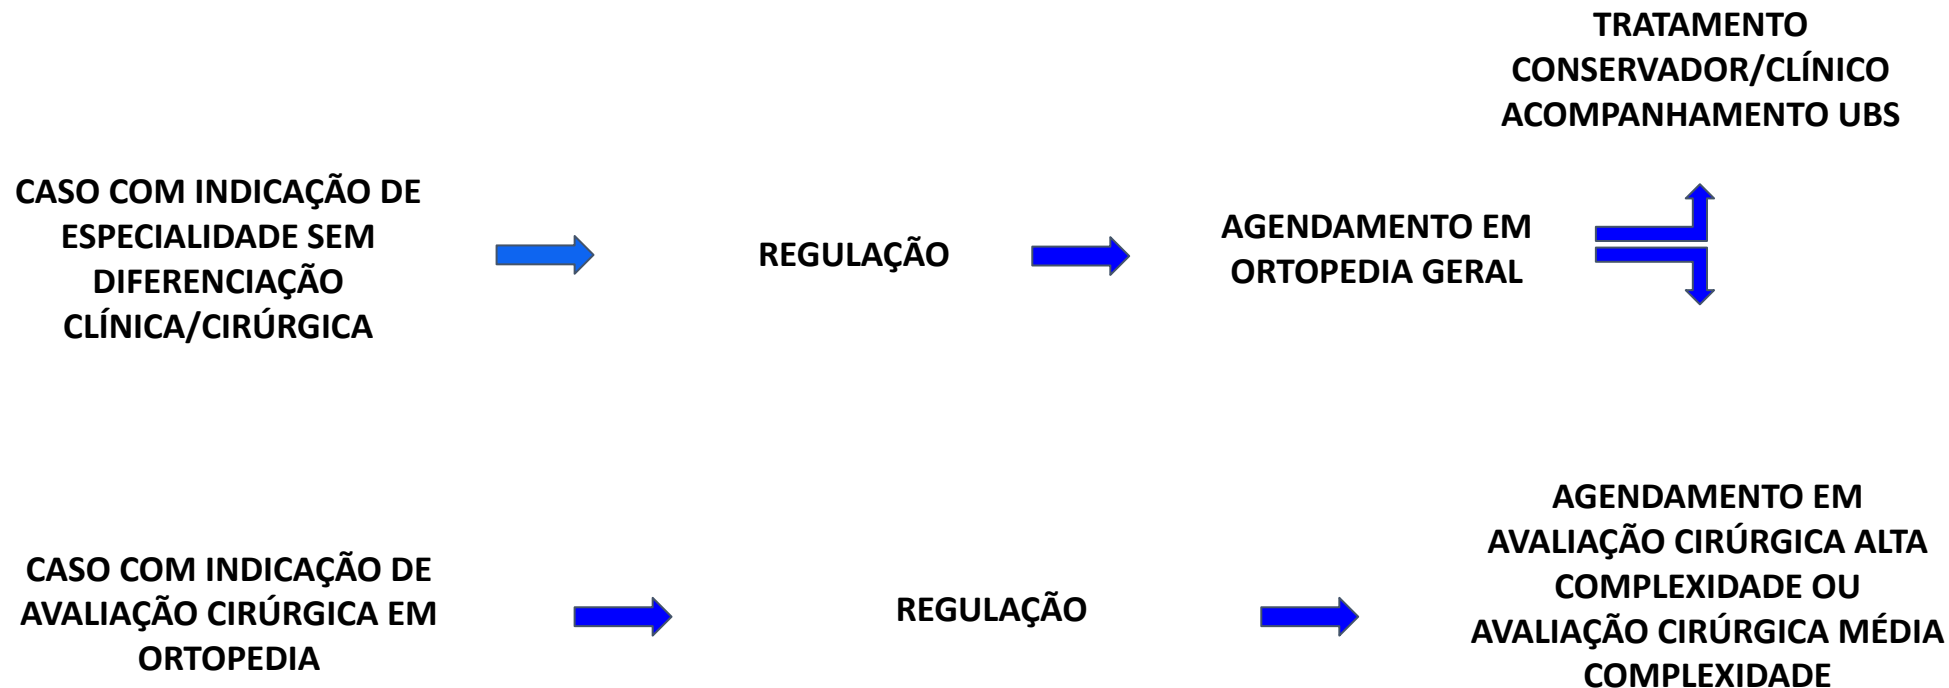 TRATAMENTO
CONSERVADOR/CLÍNICO
ACOMPANHAMENTO UBS
CASO COM INDICAÇÃO DE
ESPECIALIDADE SEM
DIFERENCIAÇÃO
CLÍNICA/CIRÚRGICA
REGULAÇÃO
AGENDAMENTO EM
ORTOPEDIA GERAL
CASO COM INDICAÇÃO DE
AVALIAÇÃO CIRÚRGICA EM
ORTOPEDIA
REGULAÇÃO
AGENDAMENTO EM
AVALIAÇÃO CIRÚRGICA ALTA
COMPLEXIDADE OU
AVALIAÇÃO CIRÚRGICA MÉDIA
COMPLEXIDADE